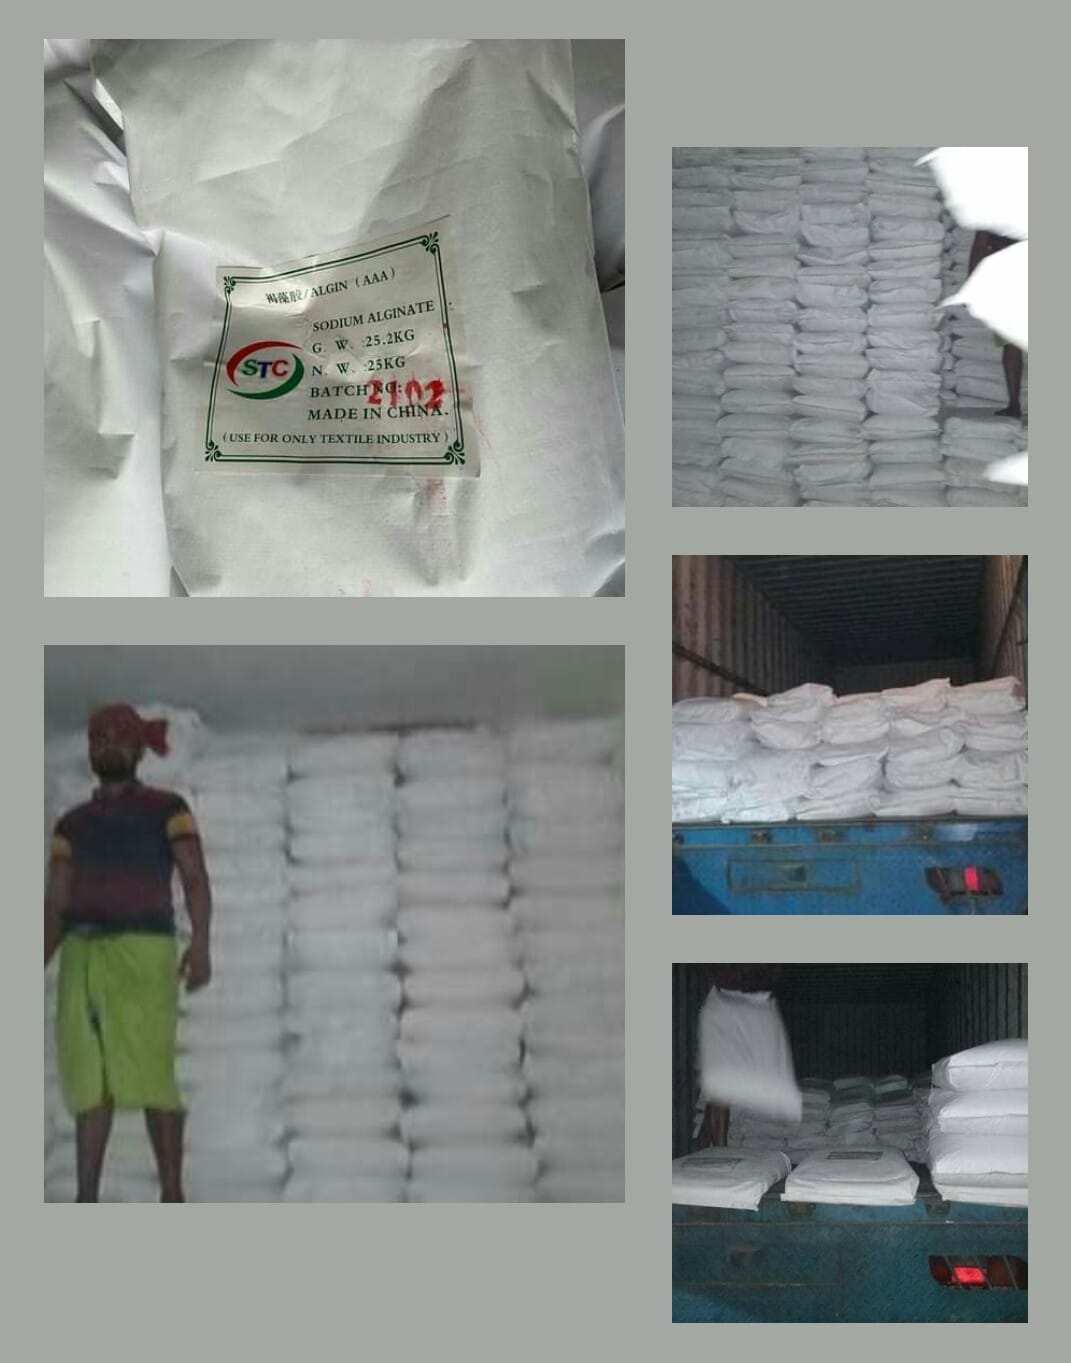 褐藻胶/ALGIN (AAA)
SODIUM ALGINATE :
G. W. :25.2KG
STC
N. W. :25KG
BATCH NO: 2102
MADE IN CHINA.
(USE FOR ONLY TEXTILE INDUSTRY)